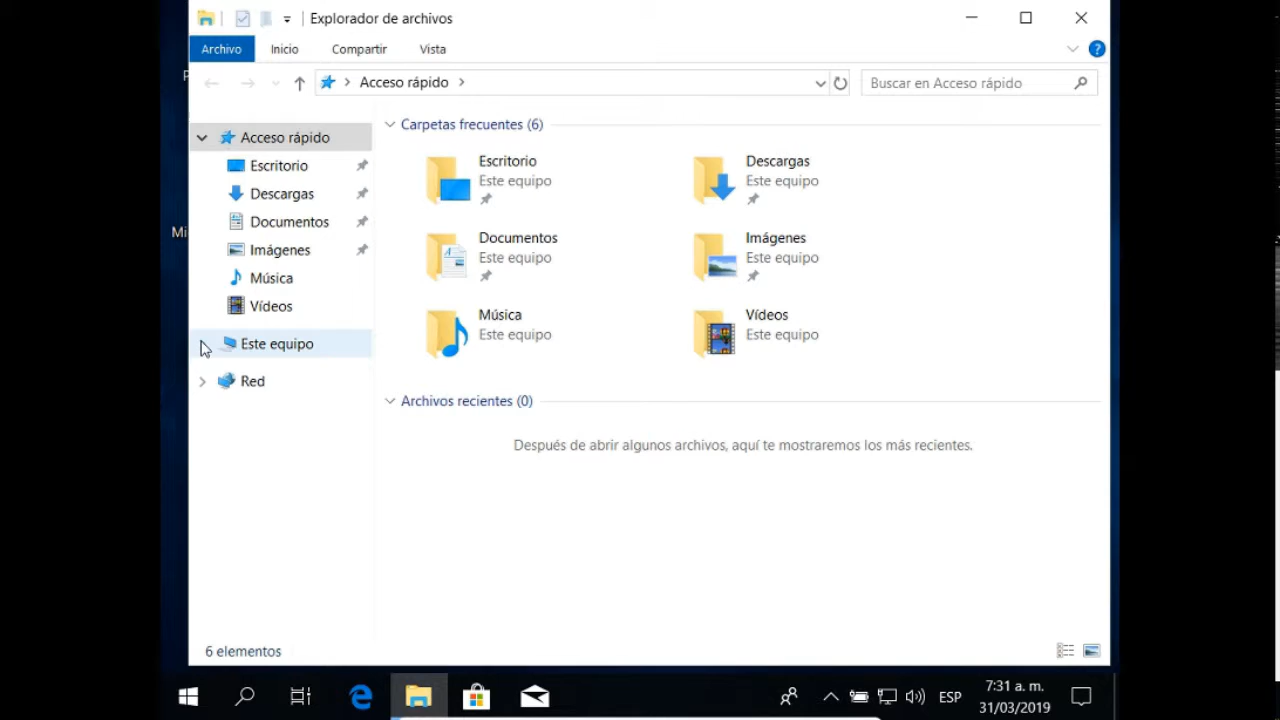 Explorador de archivos
Archivo Inicio Compartir Vista
Acceso rápido
Buscar en Acceso rápido
Acceso rápido
Escritorio
Descargas
Documentos
Imágenes
Música
Vídeos
Este equipo
Red
Carpetas frecuentes (6)
Escritorio
Este equipo
Descargas
Este equipo
Documentos
Este equipo
Imágenes
Este equipo
Música
Este equipo
Vídeos
Este equipo
Archivos recientes (0)
Después de abrir algunos archivos, aquí te mostraremos los más recientes.
6 elementos
P
Mi
ESP
7:31 a. m.
31/03/2019